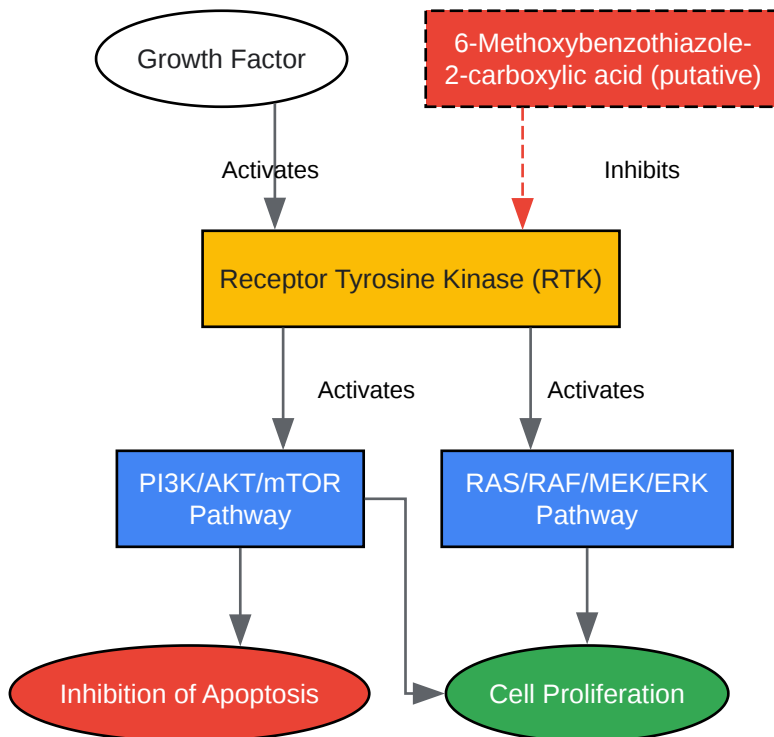 Growth Factor
6-Methoxybenzothiazole-
2-carboxylic acid (putative)
Activates
Inhibits
Receptor Tyrosine Kinase (RTK)
Activates
Activates
PI3K/AKT/mTOR
Pathway
RAS/RAF/MEK/ERK
Pathway
Inhibition of Apoptosis
Cell Proliferation